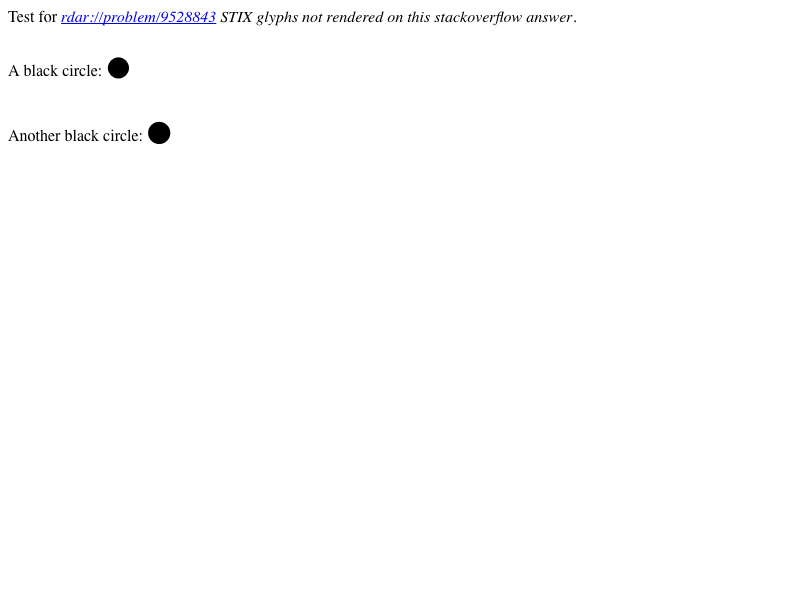 Test for rdar://problem/9528843 STIX glyphs not rendered on this stackoverflow answer.
A black circle: ●
Another black circle: ●